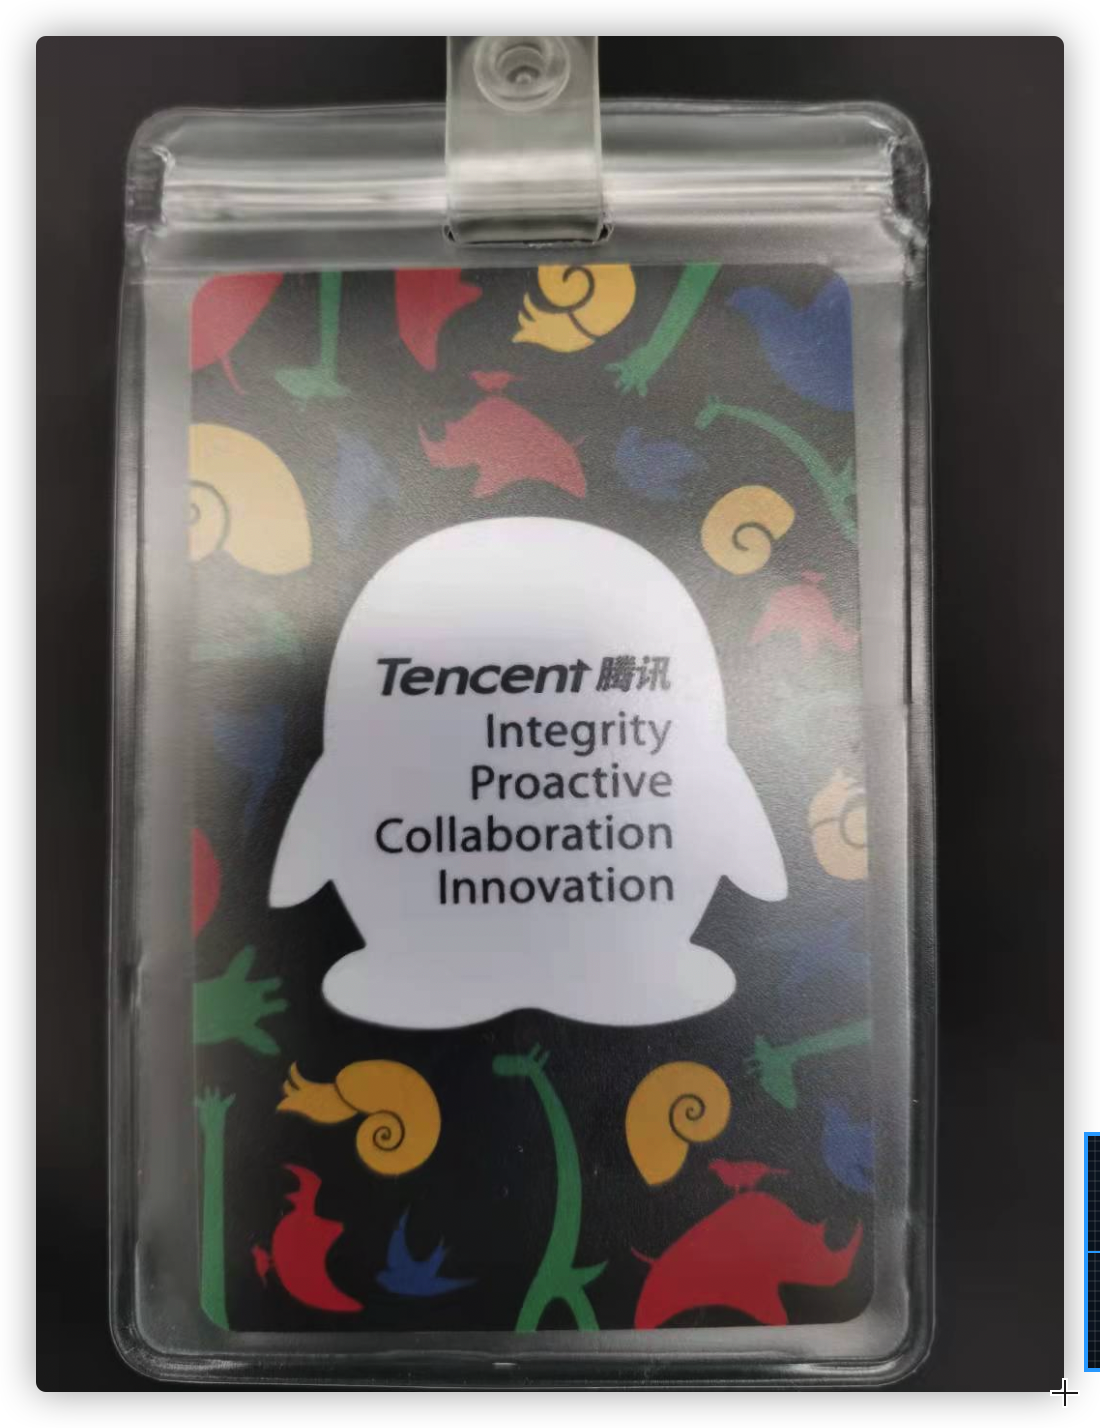 Tencent 腾讯
Integrity
Proactive
Collaboration
Innovation